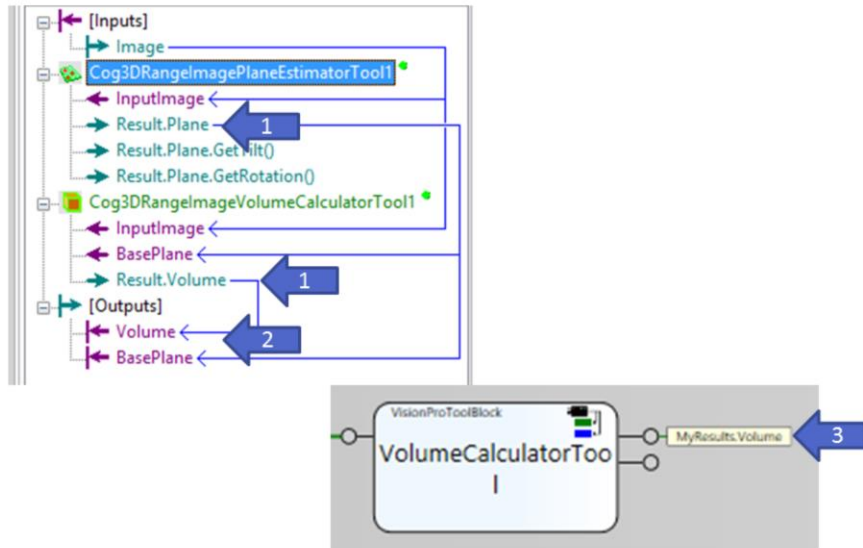 [Inputs]
Image
Cog3DRangeImagePlaneEstimatorTool1
InputImage
Result.Plane
1
Result.Plane.GetTilt()
Result.Plane.GetRotation()
Cog3DRangeImageVolumeCalculatorTool1
InputImage
BasePlane
Result.Volume
1
[Outputs]
Volume
2
BasePlane
VisionProToolBlock
VolumeCalculatorToo
l
MyResults.Volume
3